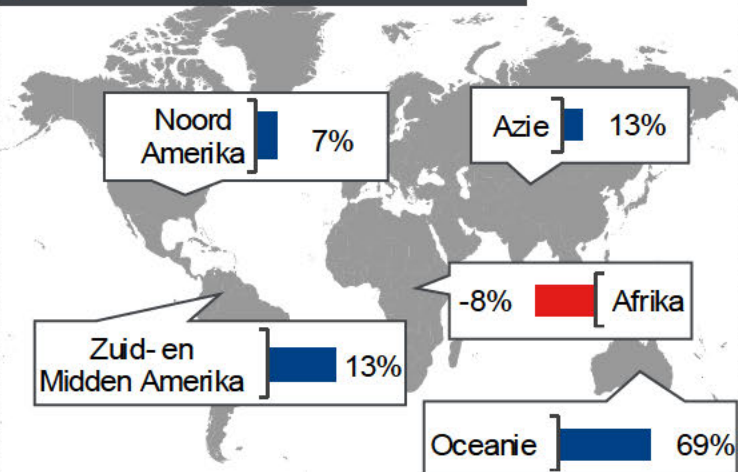 Noord
Amerika
7%
Azie
13%
-8%
Afrika
Zuid- en
Midden Amerika
13%
Oceanie
69%